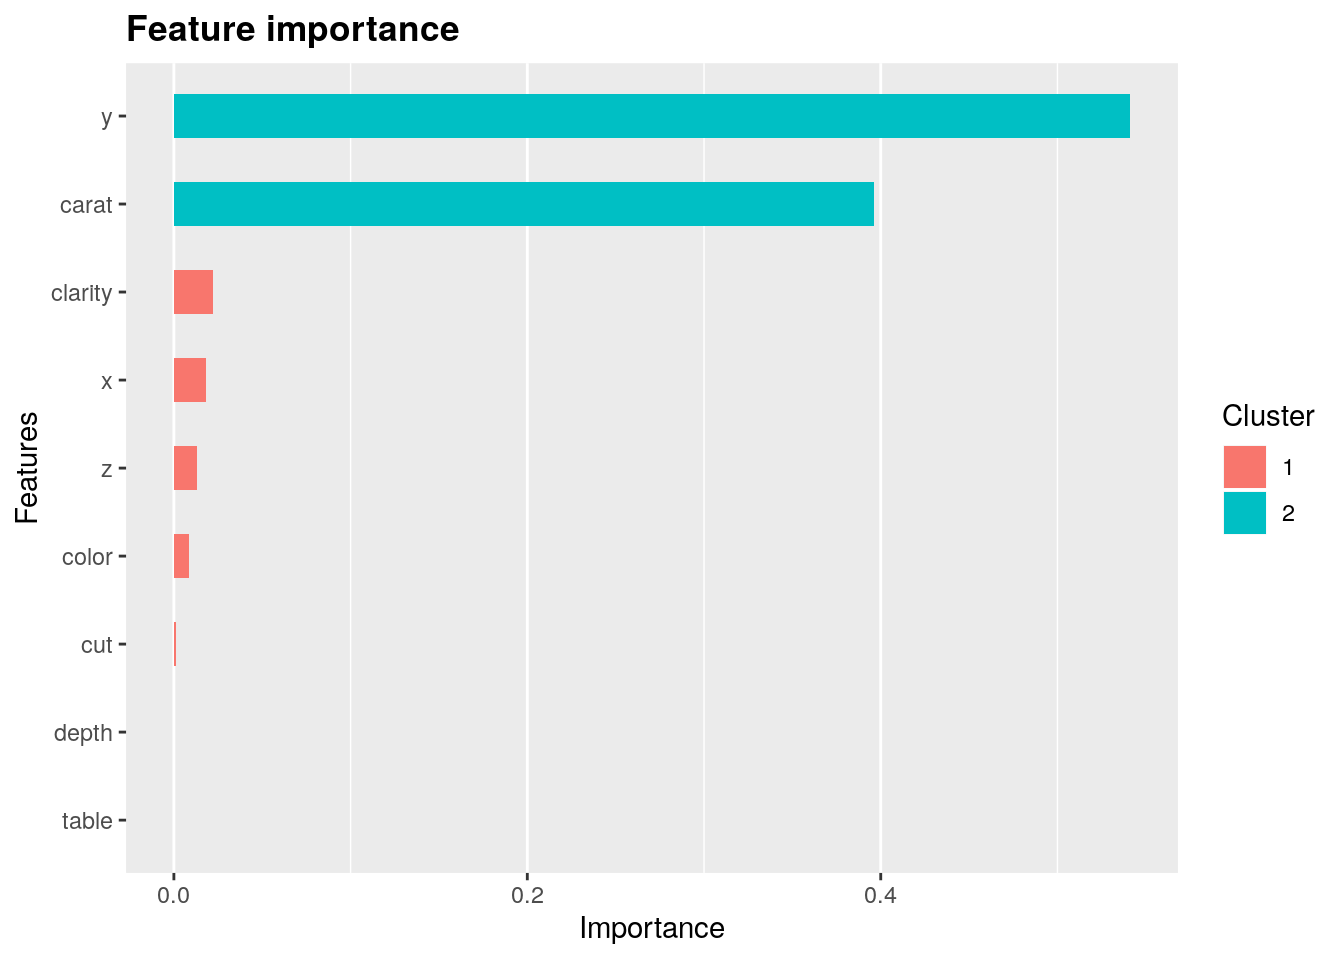 Feature importance
y
carat
clarity
x
z
color
cut
depth
table
Features
0.0
0.2
0.4
Importance
Cluster
1
2